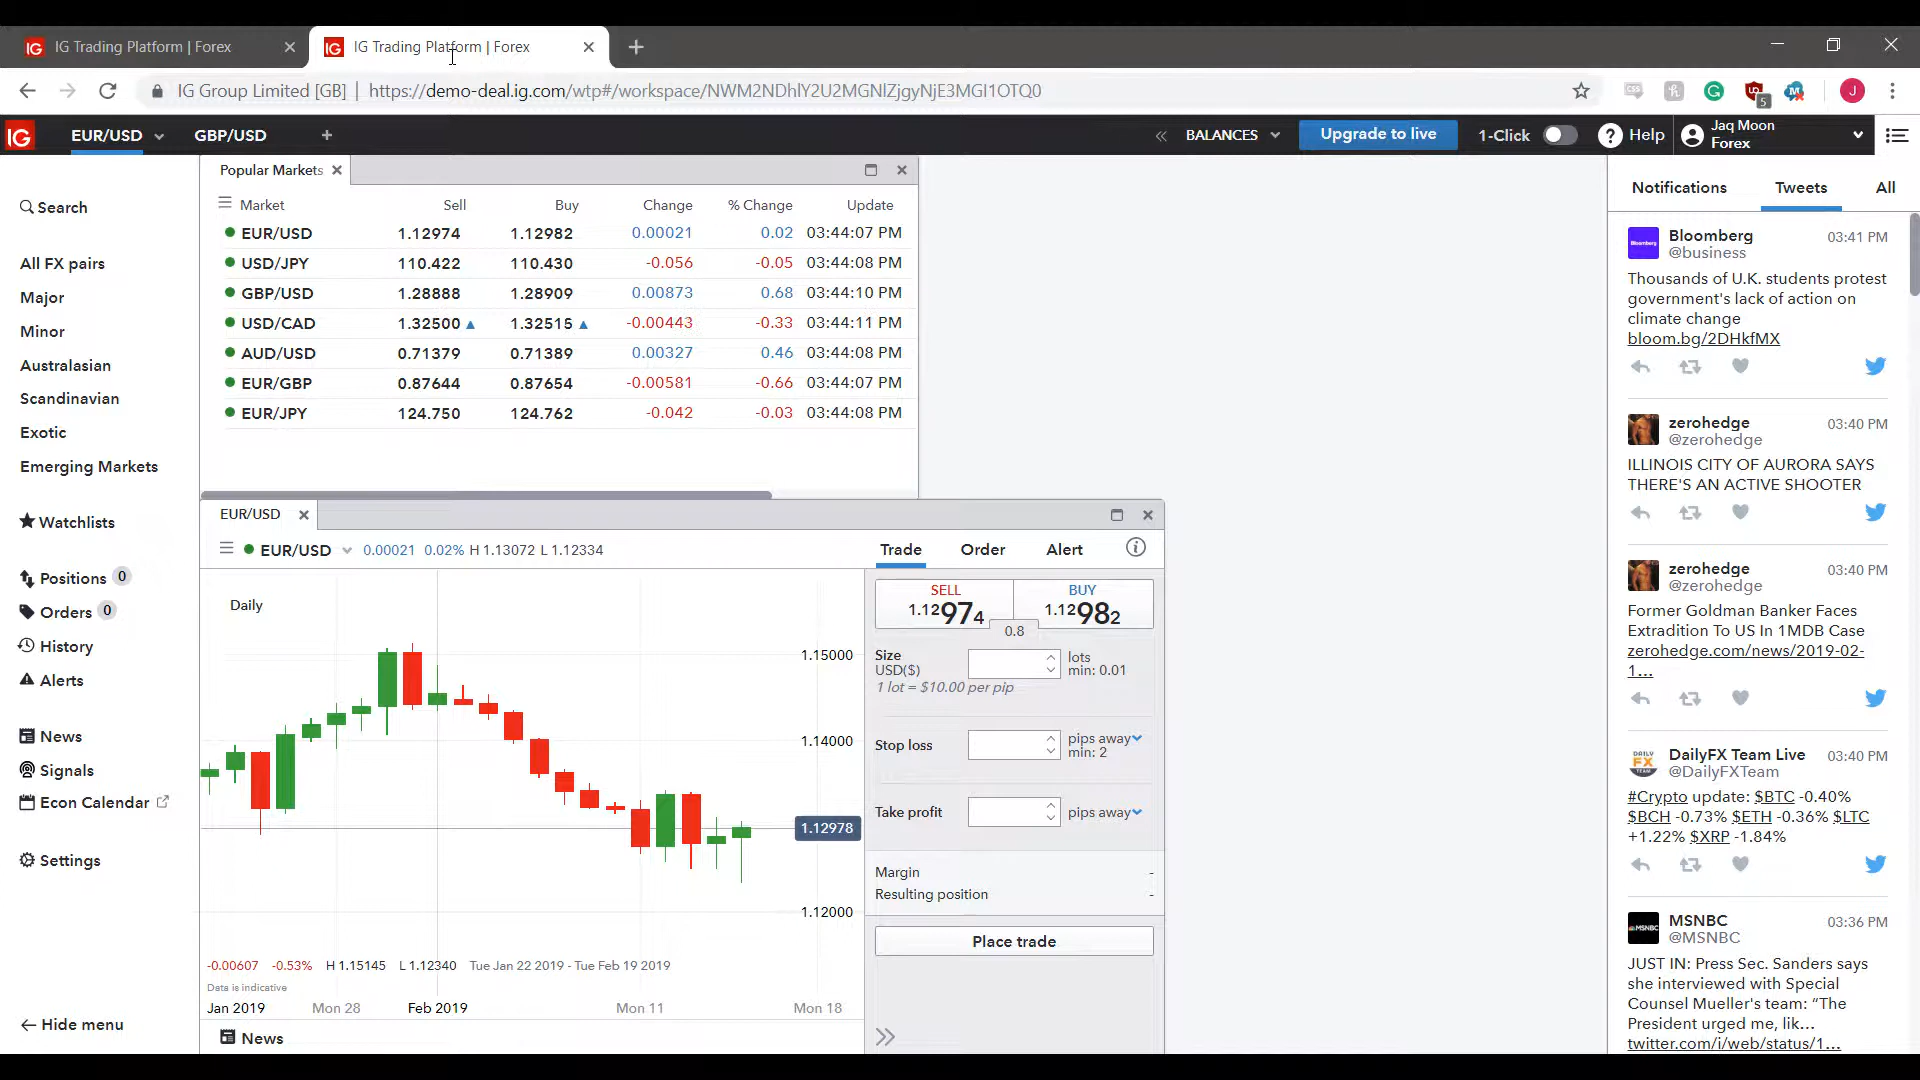 IG Trading Platform | Forex
IG Trading Platform | Forex
IG Group Limited [GB] | https://demo-deal.ig.com/wtp#/workspace/NWM2NDhlY2U2MGNlZjgyNjE3MGI1OTQ0
5
J
IG EUR/USD GBP/USD + BALANCES Upgrade to live 1-Click ? Help Jaq Moon
Forex
Search
All FX pairs
Major
Minor
Australasian
Scandinavian
Exotic
Emerging Markets
Watchlists
Positions 0
Orders 0
History
Alerts
News
Signals
Econ Calendar
Settings
Hide menu
Popular Markets
Market Sell Buy Change % Change Update
EUR/USD 1.12974 1.12982 0.00021 0.02 03:44:07 PM
USD/JPY 110.422 110.430 -0.056 -0.05 03:44:08 PM
GBP/USD 1.28888 1.28909 0.00873 0.68 03:44:10 PM
USD/CAD 1.32500 1.32515 -0.00443 -0.33 03:44:11 PM
AUD/USD 0.71379 0.71389 0.00327 0.46 03:44:08 PM
EUR/GBP 0.87644 0.87654 -0.00581 -0.66 03:44:07 PM
EUR/JPY 124.750 124.762 -0.042 -0.03 03:44:08 PM
EUR/USD
EUR/USD 0.00021 0.02% H 1.13072 L 1.12334
Daily
1.15000
1.14000
1.12978
1.12000
-0.00607 -0.53% H 1.15145 L 1.12340 Tue Jan 22 2019 - Tue Feb 19 2019
Data is indicative
Jan 2019 Mon 28 Feb 2019 Mon 11 Mon 18
News
Trade Order Alert
SELL BUY
1.12974 1.12982
0.8
Size
USD($)
lots
min: 0.01
1 lot = $10.00 per pip
Stop loss
pips away
min: 2
Take profit pips away
Margin -
Resulting position -
Place trade
Notifications Tweets All
Bloomberg 03:41 PM
@business
Thousands of U.K. students protest
government's lack of action on
climate change
bloom.bg/2DHkfMX
zerohedge 03:40 PM
@zerohedge
ILLINOIS CITY OF AURORA SAYS
THERE'S AN ACTIVE SHOOTER
zerohedge 03:40 PM
@zerohedge
Former Goldman Banker Faces
Extradition To US In 1MDB Case
zerohedge.com/news/2019-02-
1…
DailyFX Team Live 03:40 PM
@DailyFXTeam
#Crypto update: $BTC -0.40%
$BCH -0.73% $ETH -0.36% $LTC
+1.22% $XRP -1.84%
MSNBC 03:36 PM
@MSNBC
JUST IN: Press Sec. Sanders says
she interviewed with Special
Counsel Mueller's team: “The
President urged me, lik…
twitter.com/i/web/status/1…